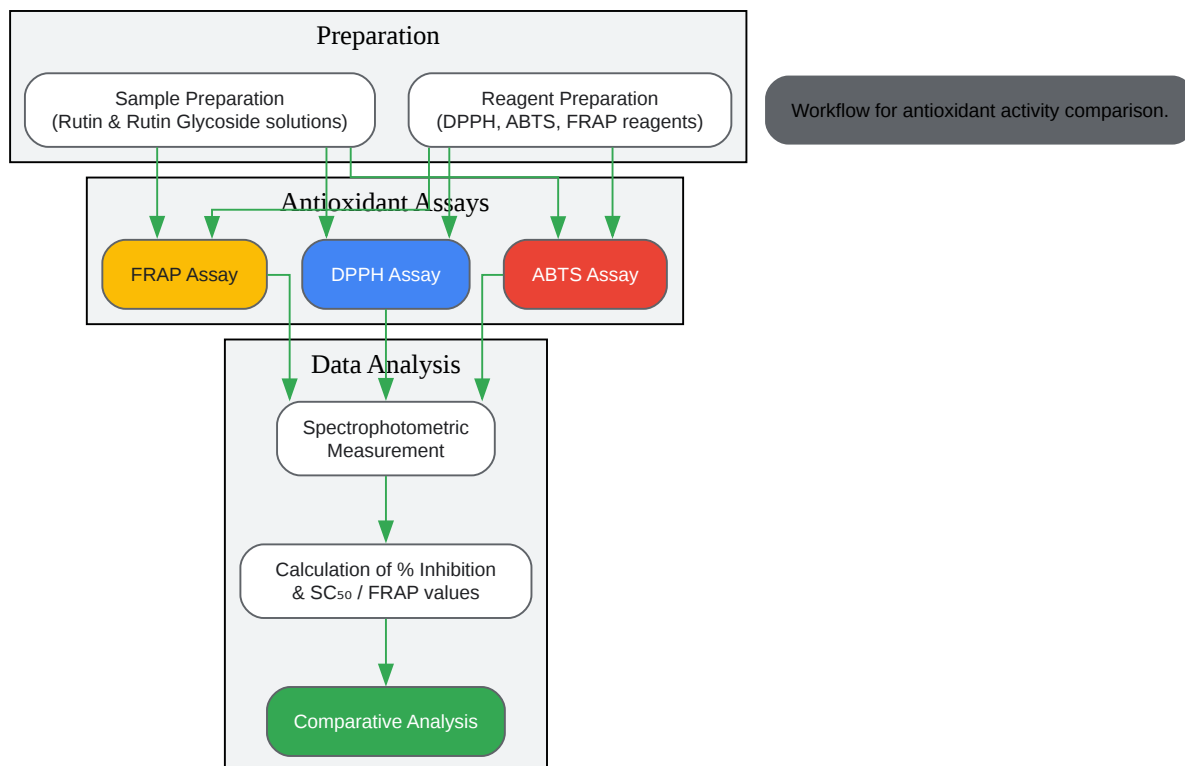 Preparation
Sample Preparation
(Rutin & Rutin Glycoside solutions)
Reagent Preparation
(DPPH, ABTS, FRAP reagents)
Workflow for antioxidant activity comparison.
Antioxidant Assays
FRAP Assay
DPPH Assay
ABTS Assay
Data Analysis
Spectrophotometric
Measurement
Calculation of % Inhibition
& SC₅₀ / FRAP values
Comparative Analysis